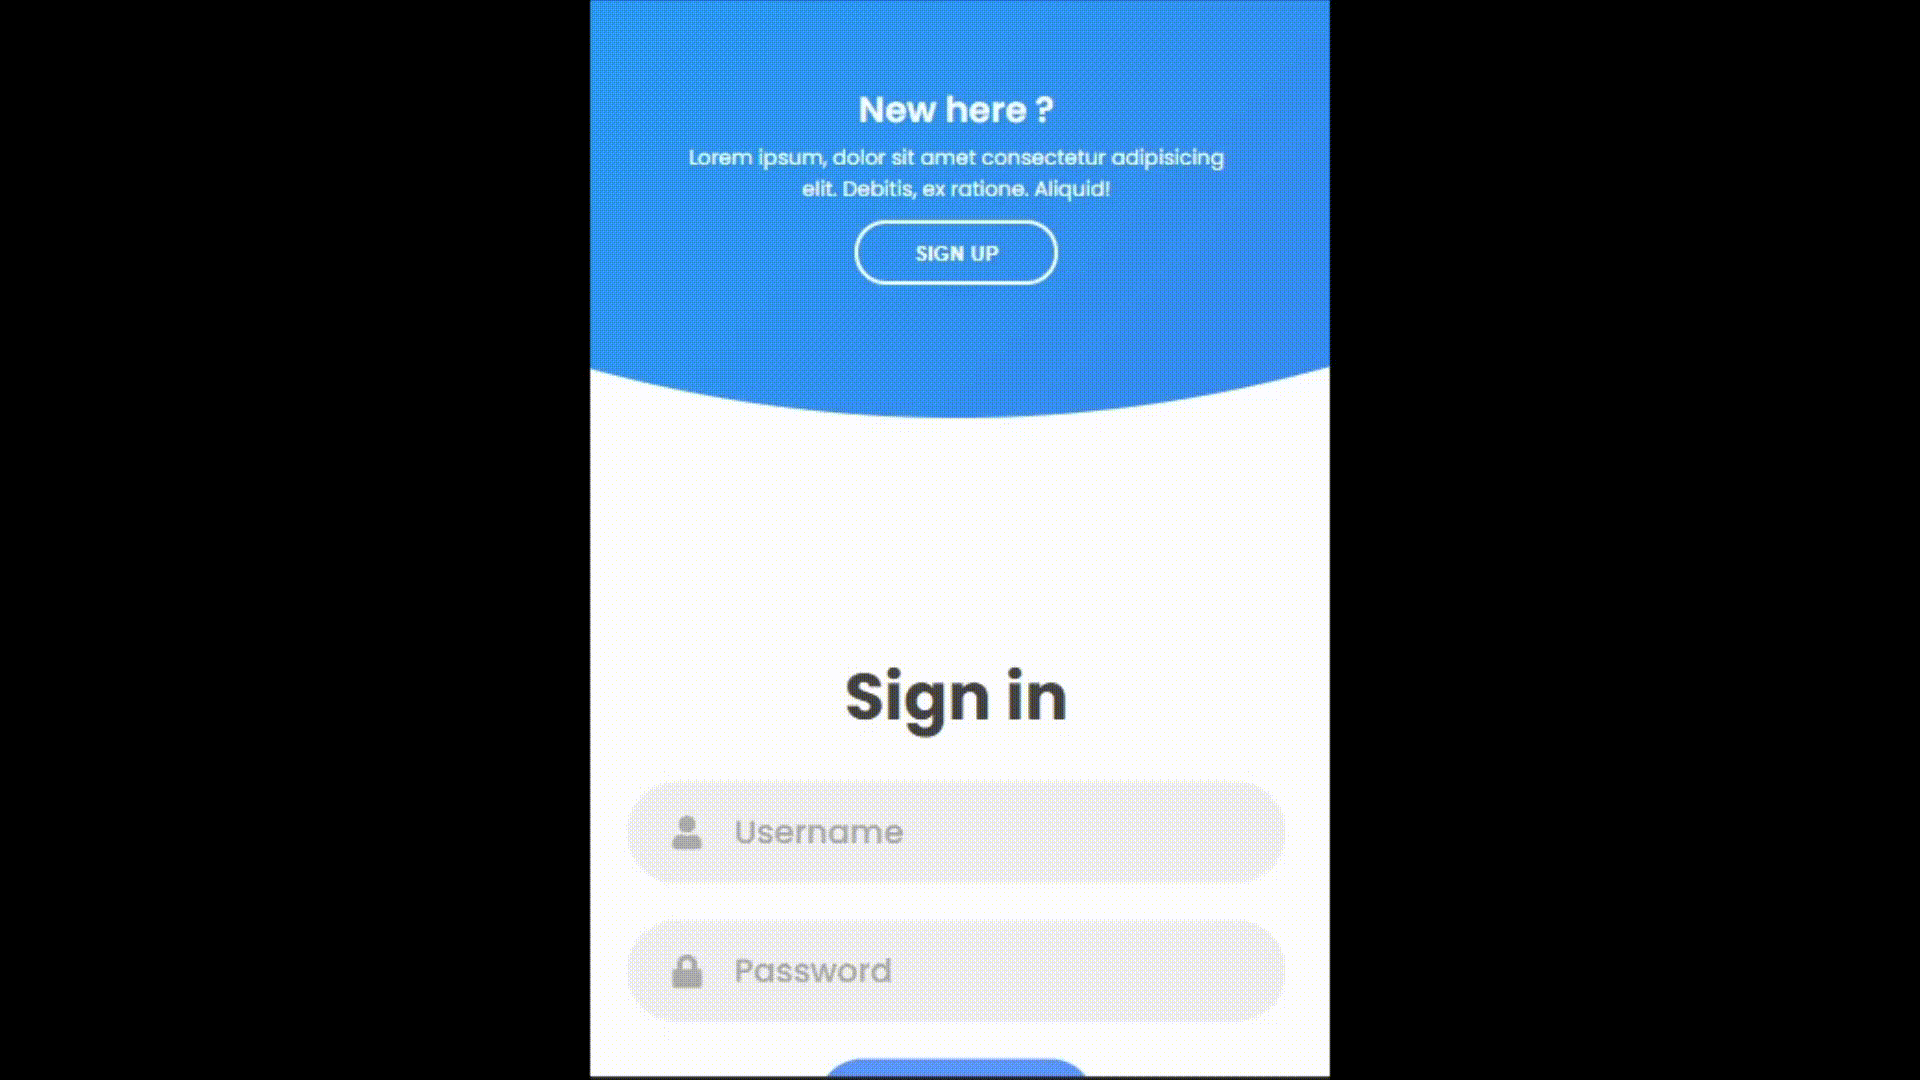 New here ?
Lorem ipsum, dolor sit amet consectetur adipisicing
elit. Debitis, ex ratione. Aliquid!
SIGN UP
Sign in
Username
Password